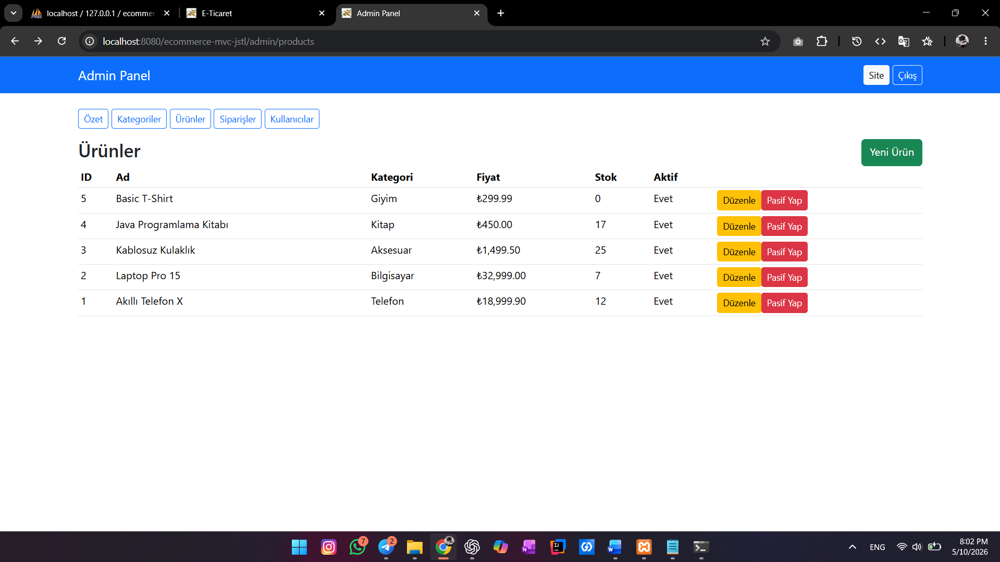 localhost / 127.0.0.1 / ecommer
E-Ticaret
Admin Panel
localhost:8080/ecommerce-mvc-jstl/admin/products
Admin Panel
Site
Çıkış
Özet
Kategoriler
Ürünler
Siparişler
Kullanıcılar
Ürünler
Yeni Ürün
ID Ad Kategori Fiyat Stok Aktif
5 Basic T-Shirt Giyim ₺299.99 0 Evet Düzenle Pasif Yap
4 Java Programlama Kitabı Kitap ₺450.00 17 Evet Düzenle Pasif Yap
3 Kablosuz Kulaklık Aksesuar ₺1,499.50 25 Evet Düzenle Pasif Yap
2 Laptop Pro 15 Bilgisayar ₺32,999.00 7 Evet Düzenle Pasif Yap
1 Akıllı Telefon X Telefon ₺18,999.90 12 Evet Düzenle Pasif Yap
7
2
ENG
8:02 PM
5/10/2026